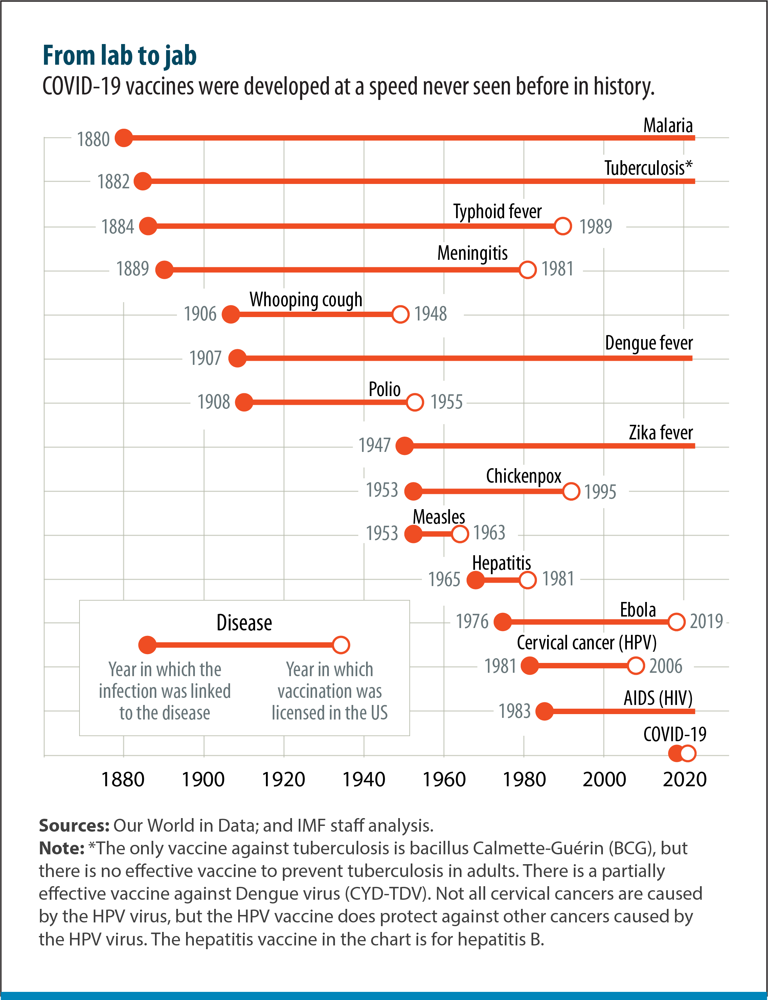 From lab to jab
COVID-19 vaccines were developed at a speed never seen before in history.
Malaria
1880
Tuberculosis*
1882
Typhoid fever
1884
1989
Meningitis
1889
1981
Whooping cough
1906
1948
Dengue fever
1907
Polio
1908
1955
Zika fever
1947
Chickenpox
1953
1995
Measles
1953
1963
Hepatitis
1965
1981
Ebola
1976
2019
Cervical cancer (HPV)
1981
2006
AIDS (HIV)
1983
COVID-19
Disease
Year in which the
infection was linked
to the disease
Year in which
vaccination was
licensed in the US
1880 1900 1920 1940 1960 1980 2000 2020
Sources: Our World in Data; and IMF staff analysis.
Note: *The only vaccine against tuberculosis is bacillus Calmette-Guérin (BCG), but
there is no effective vaccine to prevent tuberculosis in adults. There is a partially
effective vaccine against Dengue virus (CYD-TDV). Not all cervical cancers are caused
by the HPV virus, but the HPV vaccine does protect against other cancers caused by
the HPV virus. The hepatitis vaccine in the chart is for hepatitis B.